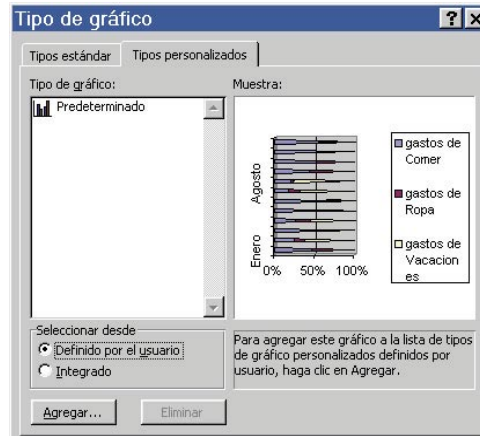 Tipo de gráfico
Tipos estándar
Tipos personalizados
Tipo de gráfico:
Predeterminado
Muestra:
Agosto
Enero
0%
50%
100%
gastos de
Comer
gastos de
Ropa
gastos de
Vacacion
es
Seleccionar desde
Definido por el usuario
Integrado
Para agregar este gráfico a la lista de tipos
de gráfico personalizados definidos por
usuario, haga clic en Agregar.
Agregar...
Eliminar